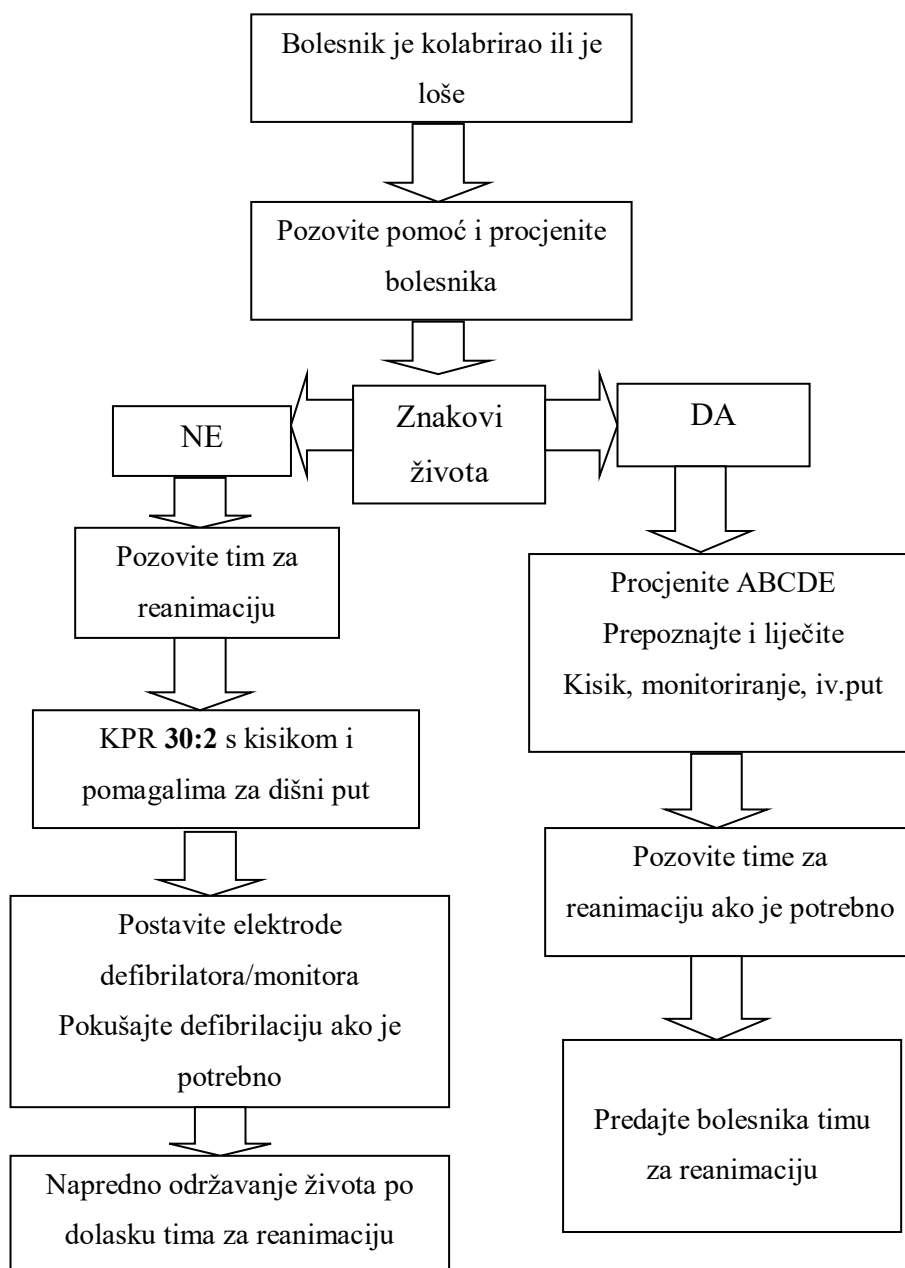 Bolesnik je kolabrirao ili je
loše
Pozovite pomoć i procjenite
bolesnika
Znakovi
života
NE
DA
Pozovite tim za
reanimaciju
KPR 30:2 s kisikom i
pomagalima za dišni put
Postavite elektrode
defibrilatora/monitora
Pokušajte defibrilaciju ako je
potrebno
Napredno održavanje života po
dolasku tima za reanimaciju
Procjenite ABCDE
Prepoznajte i liječite
Kisik, monitoriranje, iv.put
Pozovite time za
reanimaciju ako je potrebno
Predajte bolesnika timu
za reanimaciju